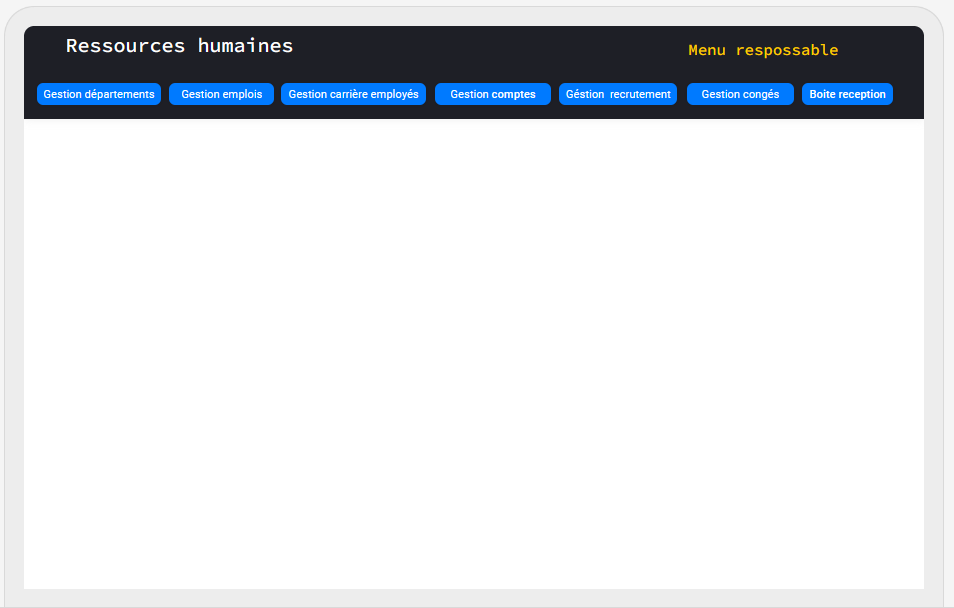 Ressources humaines
Menu respossable
Gestion départements Gestion emplois Gestion carrière employés Gestion comptes Géstion recrutement Gestion congés Boite reception